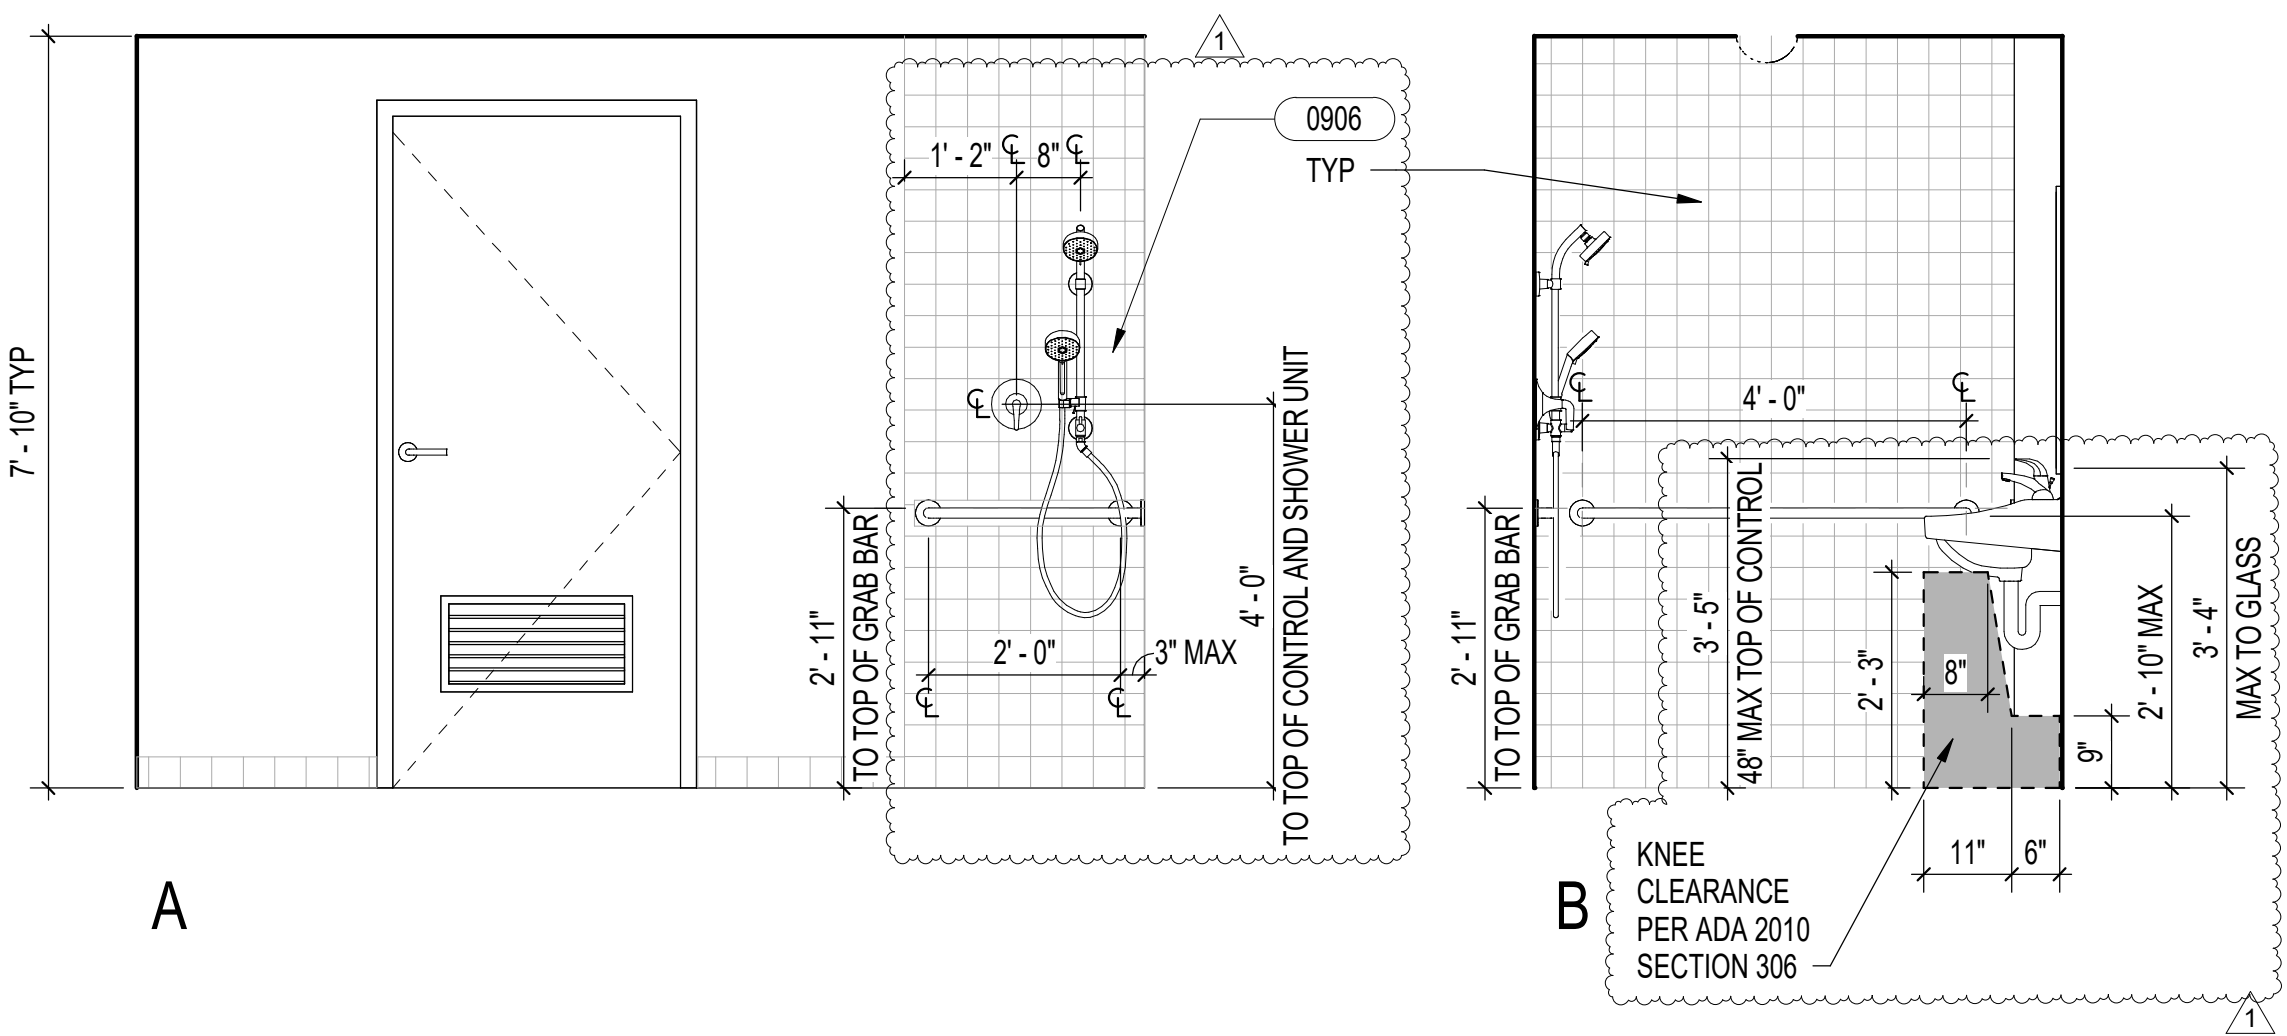 1
0906
TYP
1' - 2"
8"
7' - 10" TYP
2' - 11"
TO TOP OF GRAB BAR
2' - 0"
3" MAX
4' - 0"
TO TOP OF CONTROL AND SHOWER UNIT
A
4' - 0"
2' - 11"
TO TOP OF GRAB BAR
3' - 5"
48" MAX TOP OF CONTROL
2' - 3"
8"
9"
2' - 10" MAX
3' - 4"
MAX TO GLASS
11"
6"
KNEE
CLEARANCE
PER ADA 2010
SECTION 306
B
1